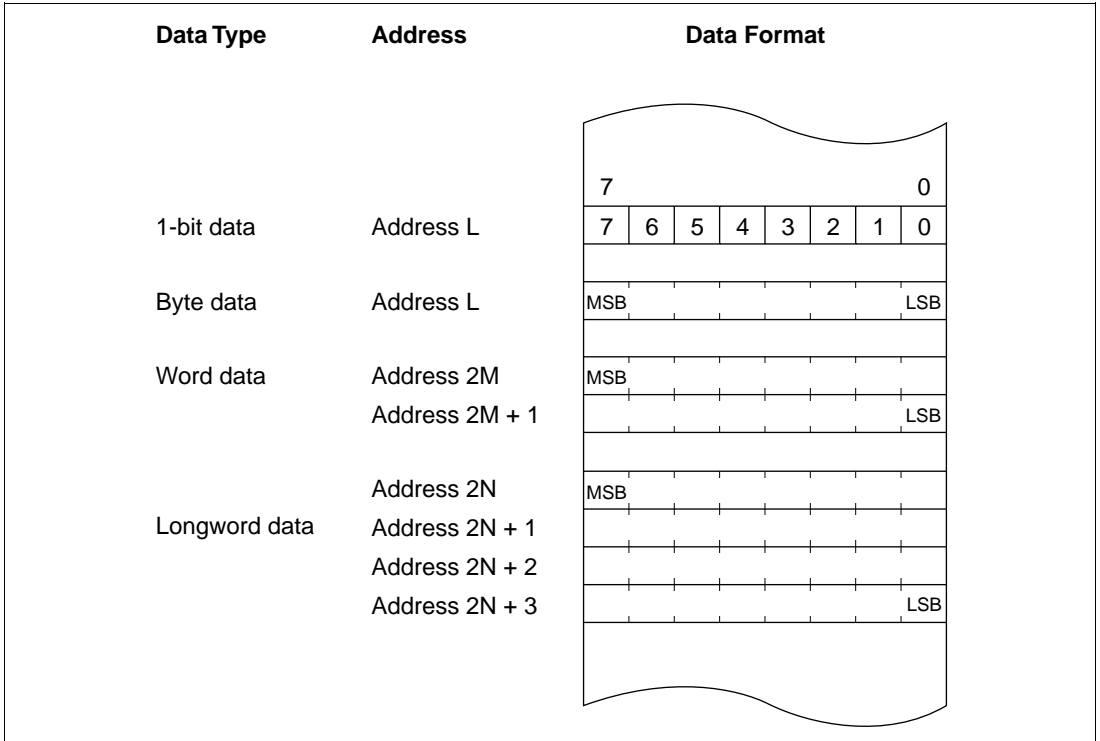 Data Type Address Data Format
7 0
1-bit data Address L 7 6 5 4 3 2 1 0
Byte data Address L MSB LSB
Word data Address 2M MSB
Address 2M + 1 LSB
Address 2N MSB
Longword data Address 2N + 1
Address 2N + 2
Address 2N + 3 LSB